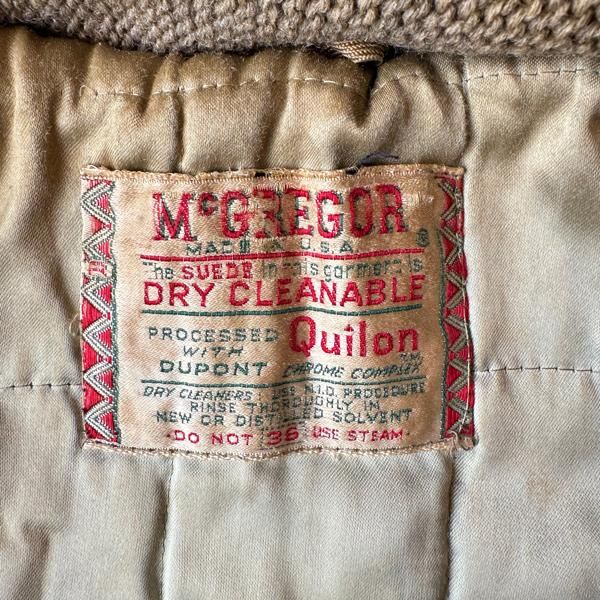 McGREGOR ®
MADE IN U.S.A.
The SUEDE in this garment is
DRY CLEANABLE
PROCESSED WITH DUPONT
Quilon
CHROME COMPLEX™
DRY CLEANERS: USE N.I.D. PROCEDURE
RINSE THOROUGHLY IN
NEW OR DISTILLED SOLVENT
·DO NOT 36 USE STEAM·